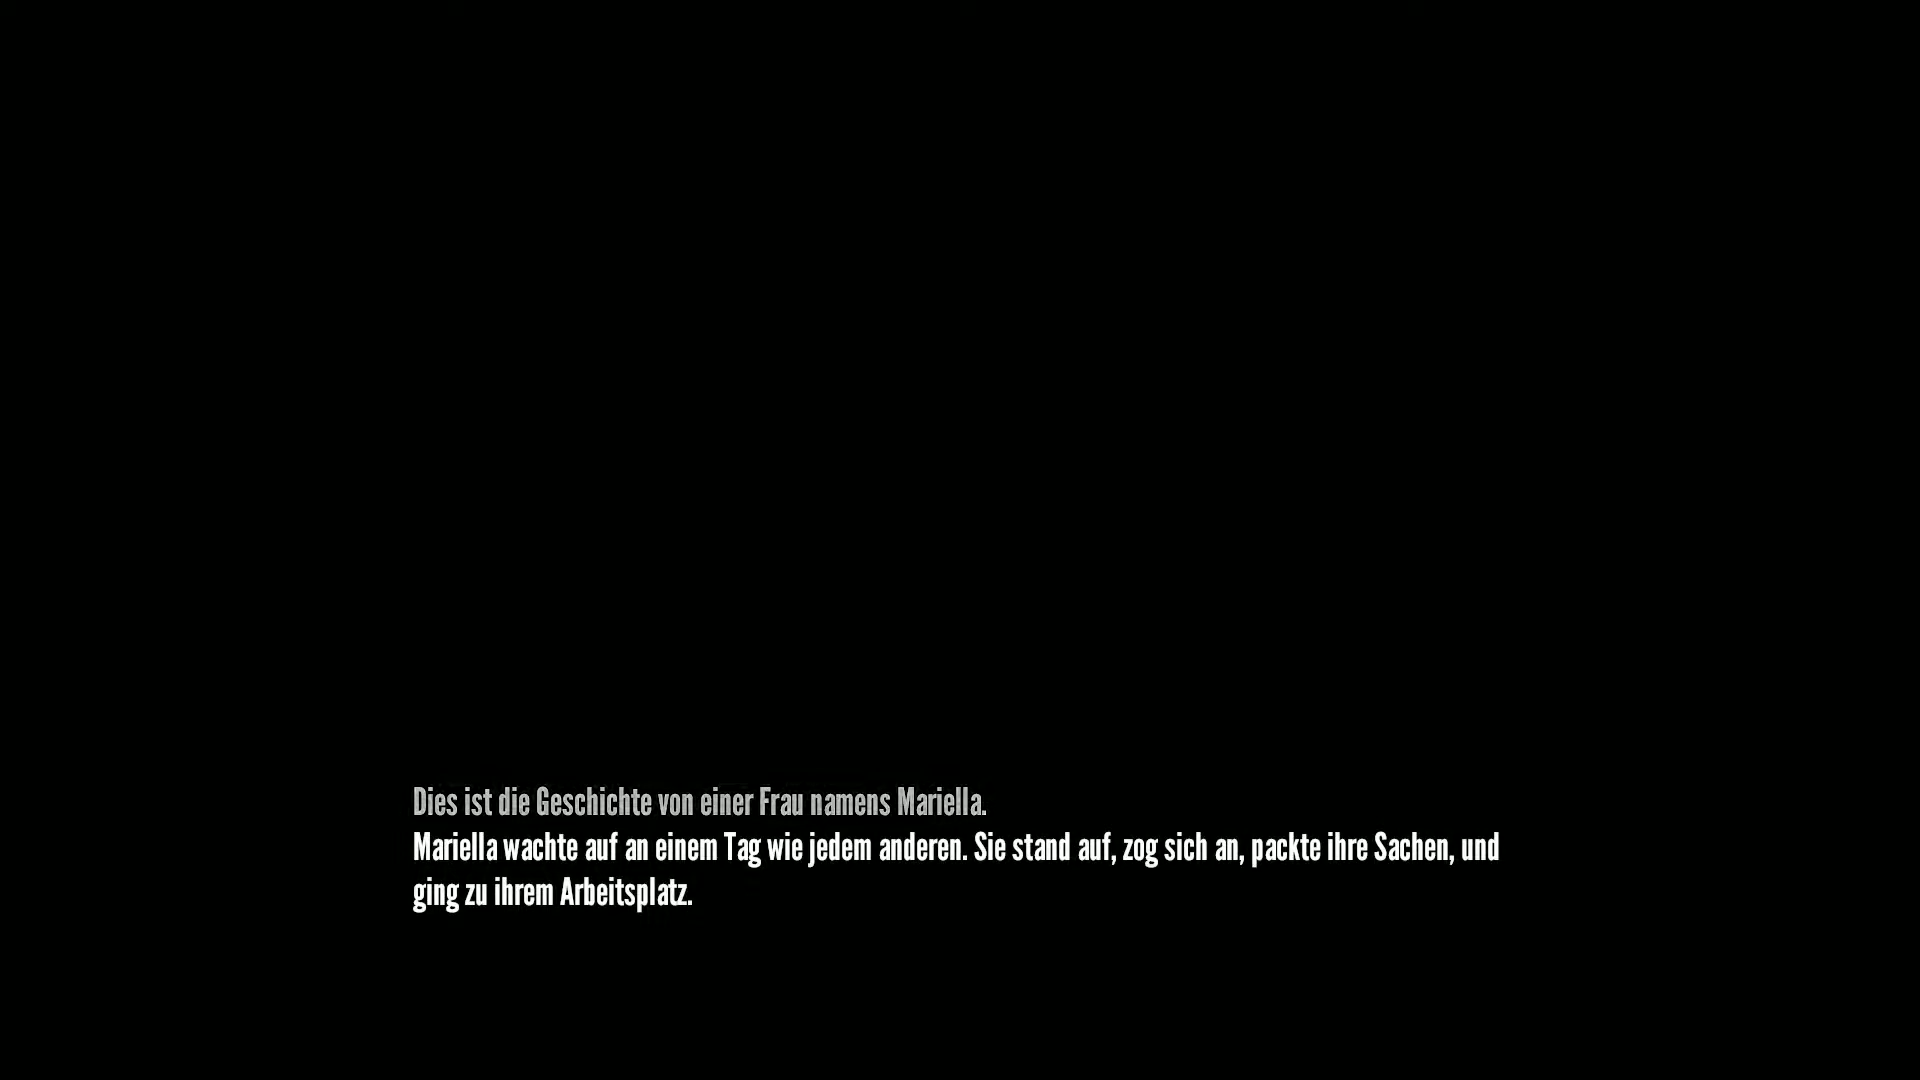 Dies ist die Geschichte von einer Frau namens Mariella.
Mariella wachte auf an einem Tag wie jedem anderen. Sie stand auf, zog sich an, packte ihre Sachen, und
ging zu ihrem Arbeitsplatz.